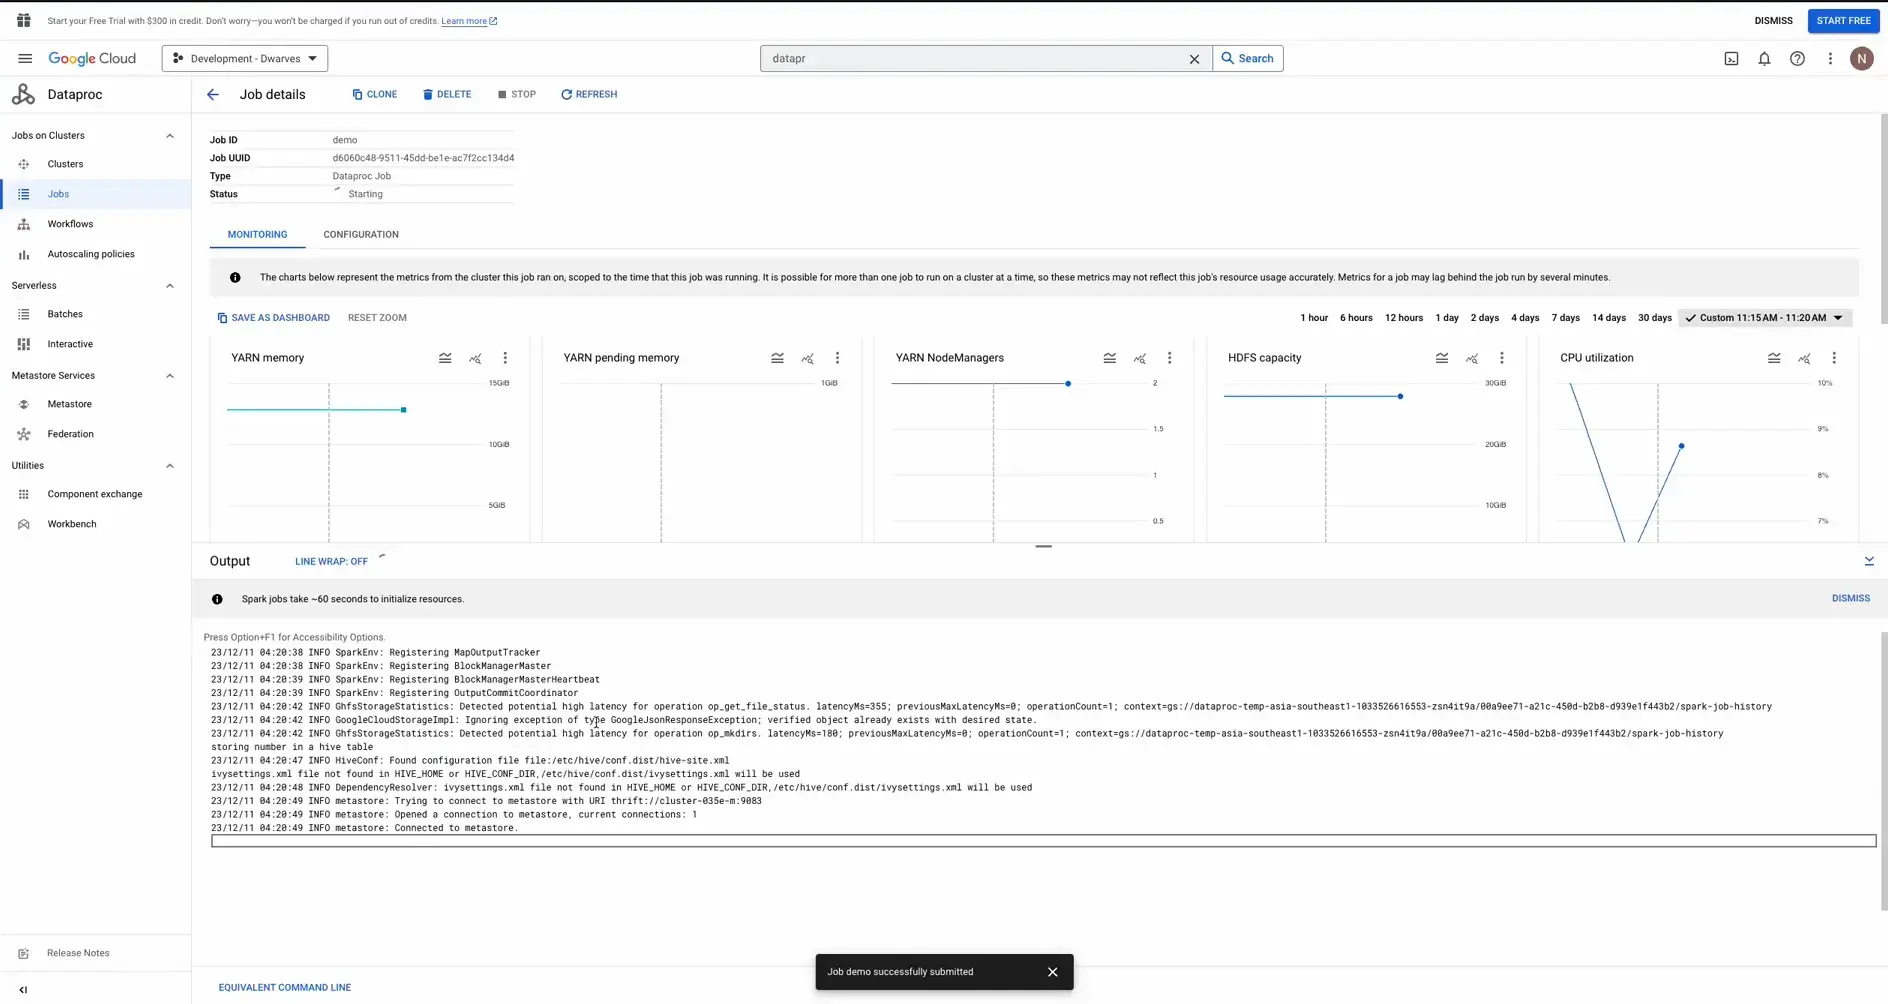 Start your Free Trial with $300 in credit. Don't worry—you won't be charged if you run out of credits. Learn more
DISMISS
START FREE
Google Cloud
Development - Dwarves
datapr
Search
N
Dataproc
Job details
CLONE
DELETE
STOP
REFRESH
Jobs on Clusters
Clusters
Jobs
Workflows
Autoscaling policies
Serverless
Batches
Interactive
Metastore Services
Metastore
Federation
Utilities
Component exchange
Workbench
Release Notes
Job ID demo
Job UUID d6060c48-9511-45dd-be1e-ac7f2cc134d4
Type Dataproc Job
Status Starting
MONITORING
CONFIGURATION
The charts below represent the metrics from the cluster this job ran on, scoped to the time that this job was running. It is possible for more than one job to run on a cluster at a time, so these metrics may not reflect this job's resource usage accurately. Metrics for a job may lag behind the job run by several minutes.
SAVE AS DASHBOARD
RESET ZOOM
1 hour 6 hours 12 hours 1 day 2 days 4 days 7 days 14 days 30 days Custom 11:15 AM - 11:20 AM
YARN memory
15GiB
10GiB
5GiB
YARN pending memory
1GiB
YARN NodeManagers
2
1.5
1
0.5
HDFS capacity
30GiB
20GiB
10GiB
CPU utilization
10%
9%
8%
7%
Output
LINE WRAP: OFF
Spark jobs take ~60 seconds to initialize resources.
DISMISS
Press Option+F1 for Accessibility Options.
23/12/11 04:20:38 INFO SparkEnv: Registering MapOutputTracker
23/12/11 04:20:38 INFO SparkEnv: Registering BlockManagerMaster
23/12/11 04:20:39 INFO SparkEnv: Registering BlockManagerMasterHeartbeat
23/12/11 04:20:39 INFO SparkEnv: Registering OutputCommitCoordinator
23/12/11 04:20:42 INFO GhfsStorageStatistics: Detected potential high latency for operation op_get_file_status. latencyMs=355; previousMaxLatencyMs=0; operationCount=1; context=gs://dataproc-temp-asia-southeast1-1033526616553-zsn4it9a/00a9ee71-a21c-450d-b2b8-d939e1f443b2/spark-job-history
23/12/11 04:20:42 INFO GoogleCloudStorageImpl: Ignoring exception of type GoogleJsonResponseException; verified object already exists with desired state.
23/12/11 04:20:42 INFO GhfsStorageStatistics: Detected potential high latency for operation op_mkdirs. latencyMs=180; previousMaxLatencyMs=0; operationCount=1; context=gs://dataproc-temp-asia-southeast1-1033526616553-zsn4it9a/00a9ee71-a21c-450d-b2b8-d939e1f443b2/spark-job-history
storing number in a hive table
23/12/11 04:20:47 INFO HiveConf: Found configuration file file:/etc/hive/conf.dist/hive-site.xml
ivysettings.xml file not found in HIVE_HOME or HIVE_CONF_DIR,/etc/hive/conf.dist/ivysettings.xml will be used
23/12/11 04:20:48 INFO DependencyResolver: ivysettings.xml file not found in HIVE_HOME or HIVE_CONF_DIR,/etc/hive/conf.dist/ivysettings.xml will be used
23/12/11 04:20:49 INFO metastore: Trying to connect to metastore with URI thrift://cluster-035e-m:9083
23/12/11 04:20:49 INFO metastore: Opened a connection to metastore, current connections: 1
23/12/11 04:20:49 INFO metastore: Connected to metastore.
Job demo successfully submitted
EQUIVALENT COMMAND LINE